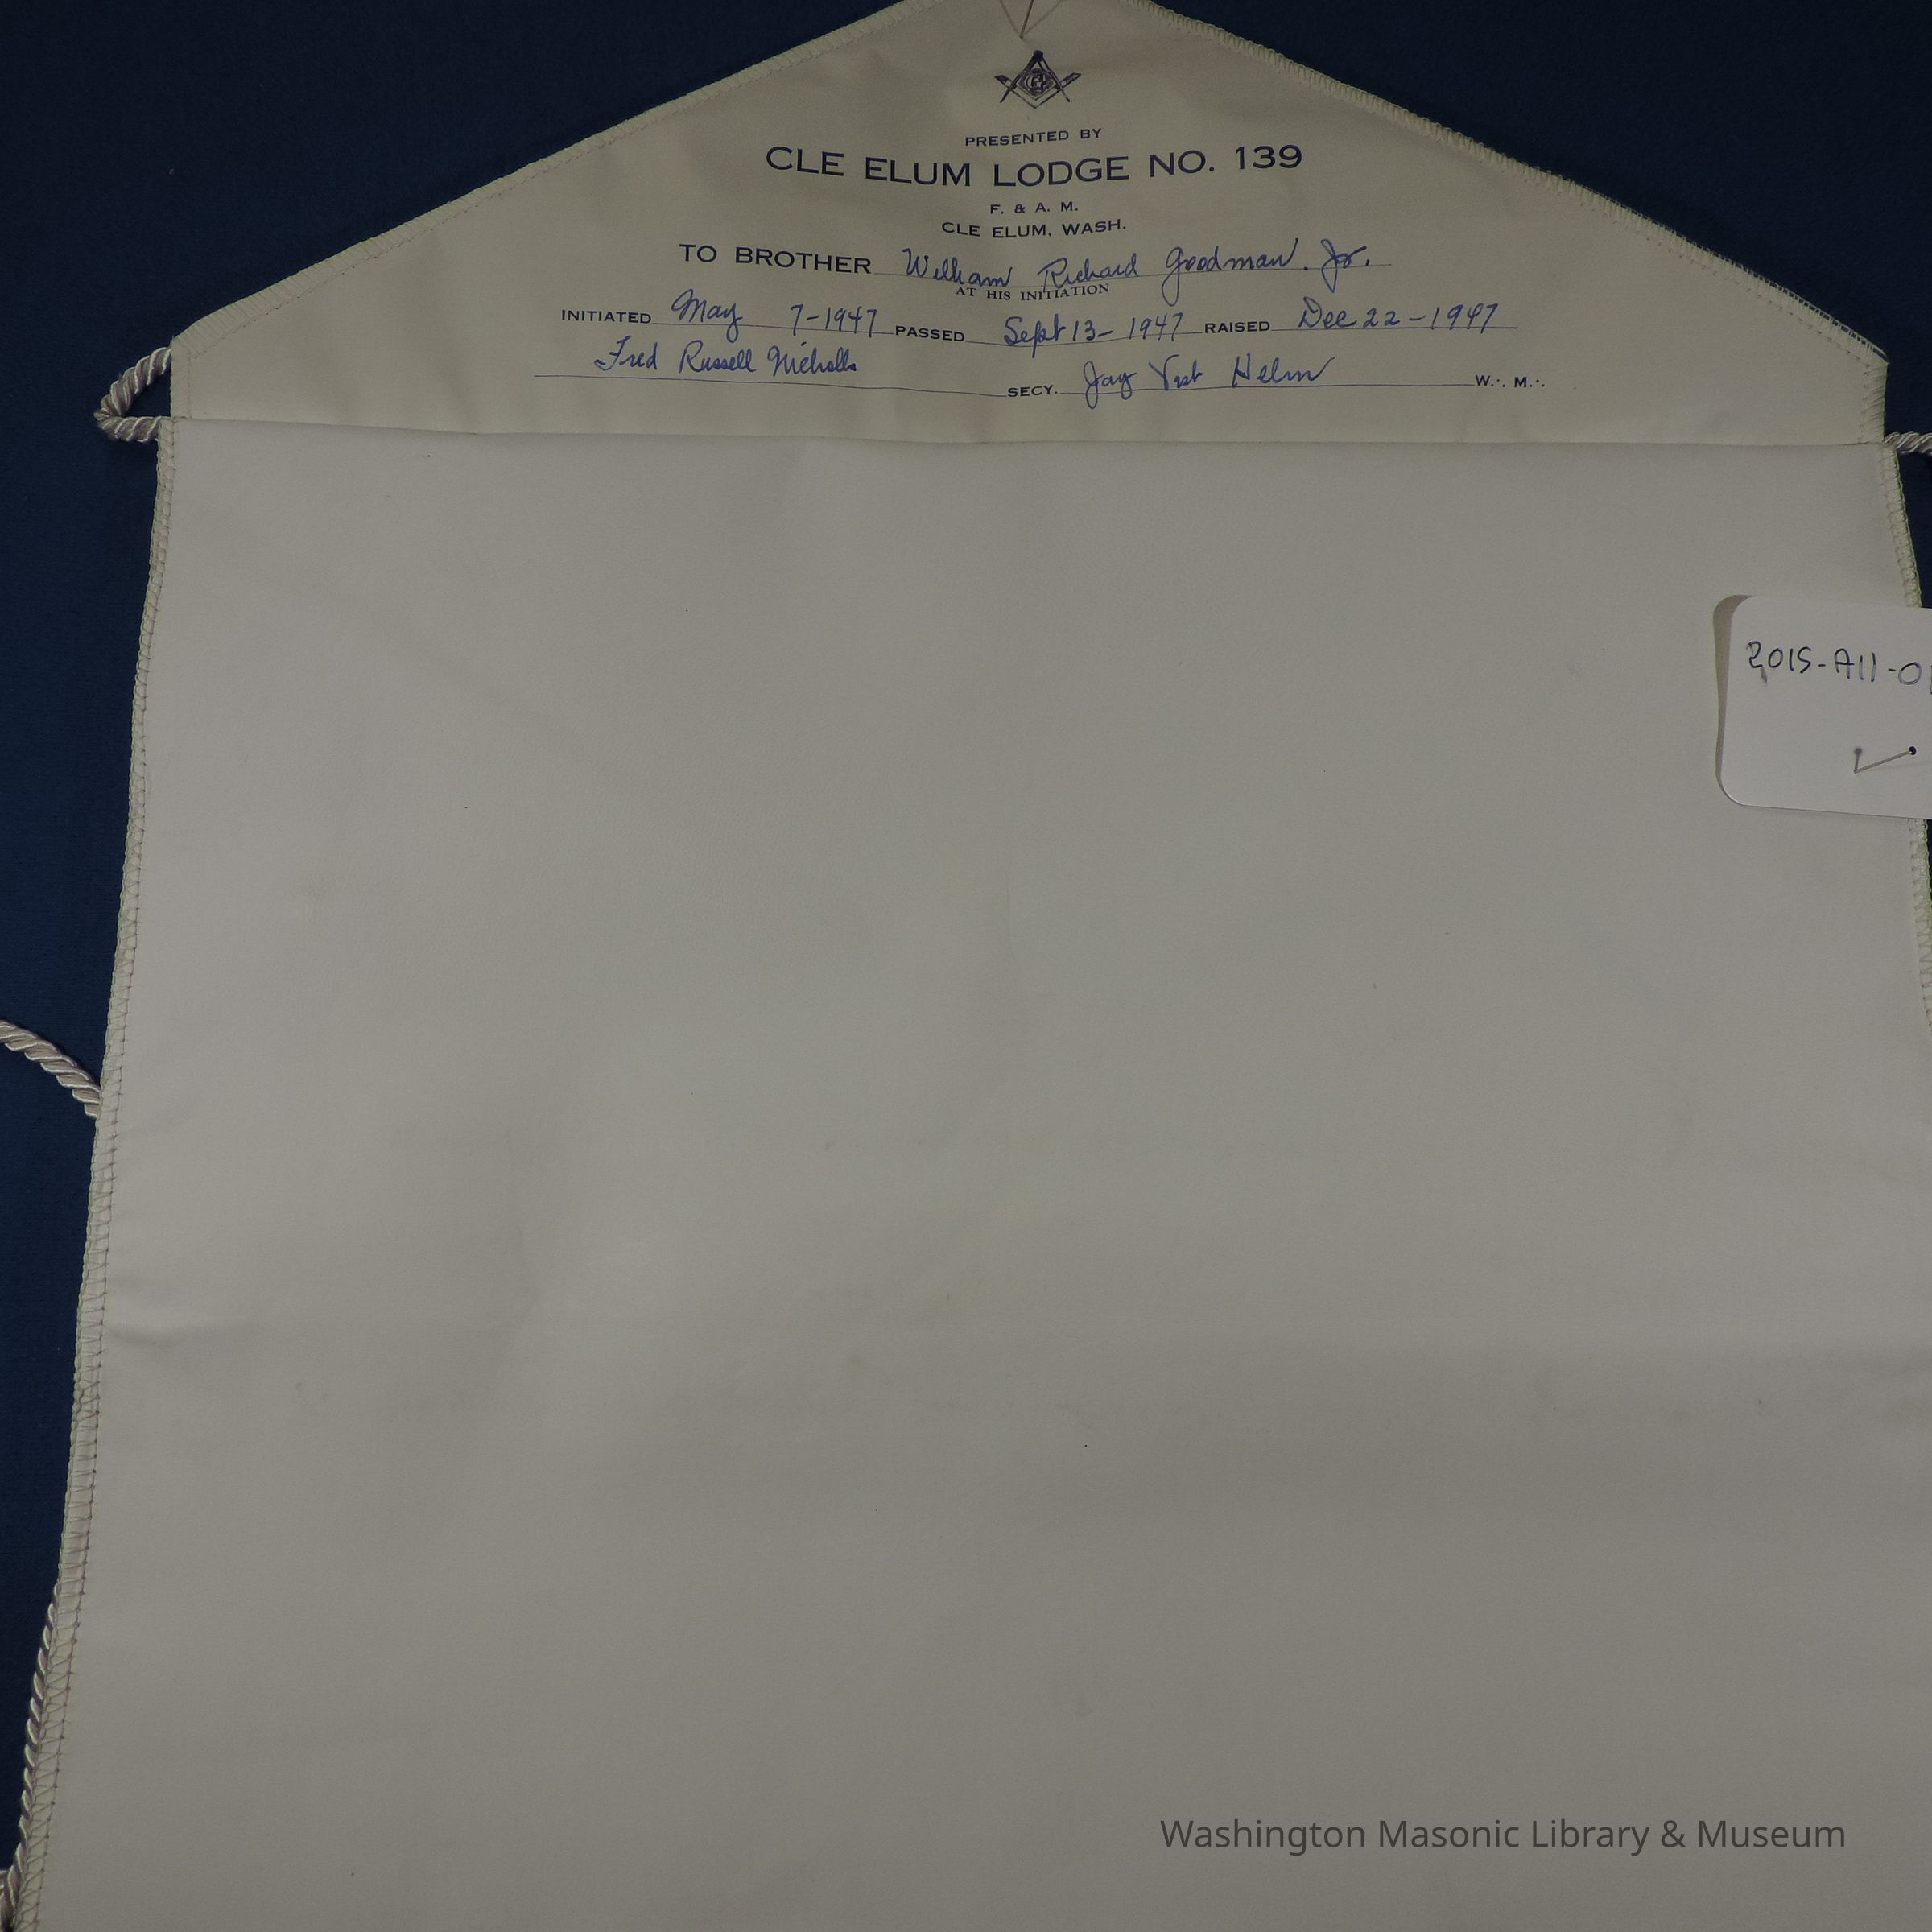 G
PRESENTED BY
CLE ELUM LODGE NO. 139
F. & A. M.
CLE ELUM, WASH.
TO BROTHER William Richard Goodman. Jr.
AT HIS INITIATION
INITIATED May 7-1947 PASSED Sept 13-1947 RAISED Dec 22-1947
Fred Russell Nicholls SECY. Jay Helm W∴ M∴
2015-A11-0
Washington Masonic Library & Museum